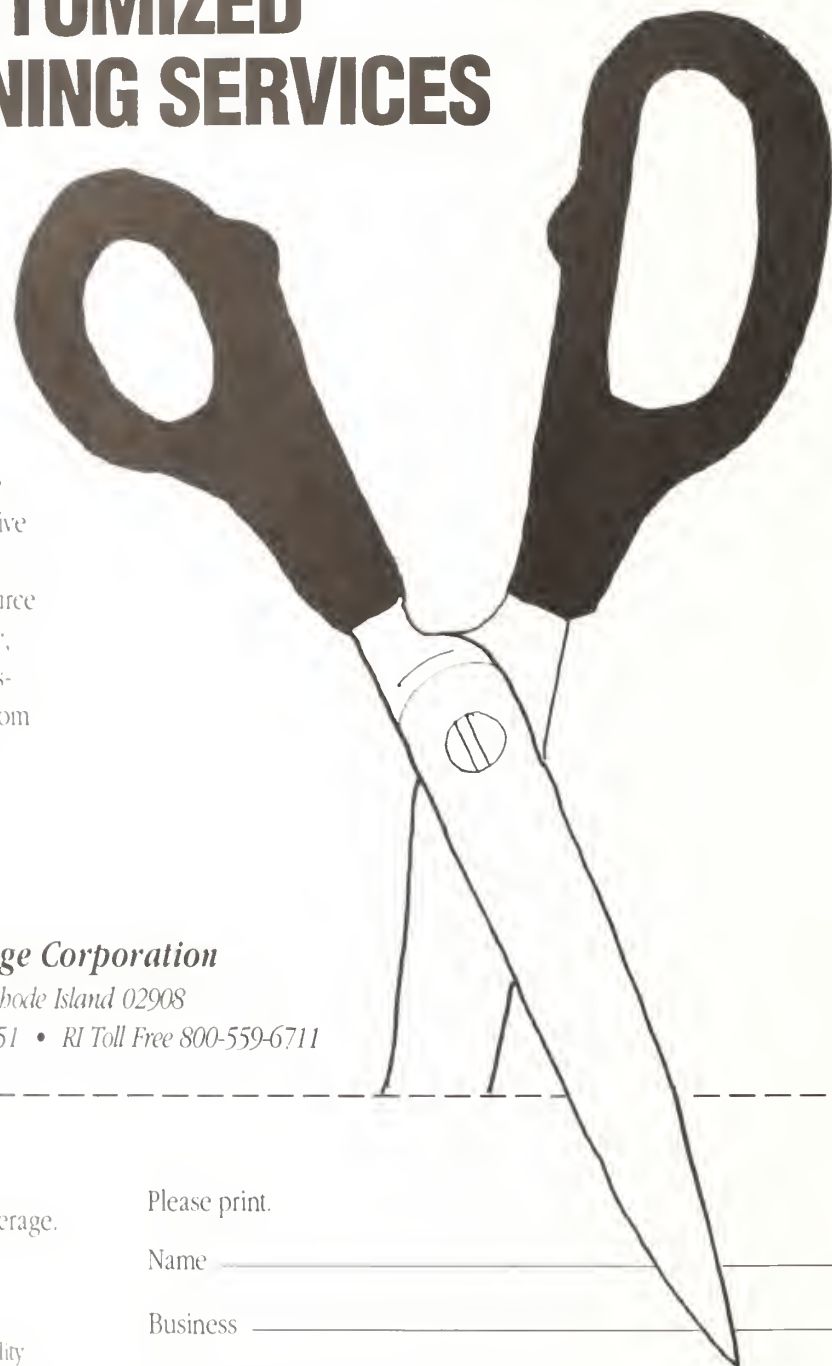 TOMIZED
NING SERVICES
ive
urce
r,
s-
om
ge Corporation
hode Island 02908
51 • RI Toll Free 800-559-6711
erage.
Please print.
Name
Business
lity